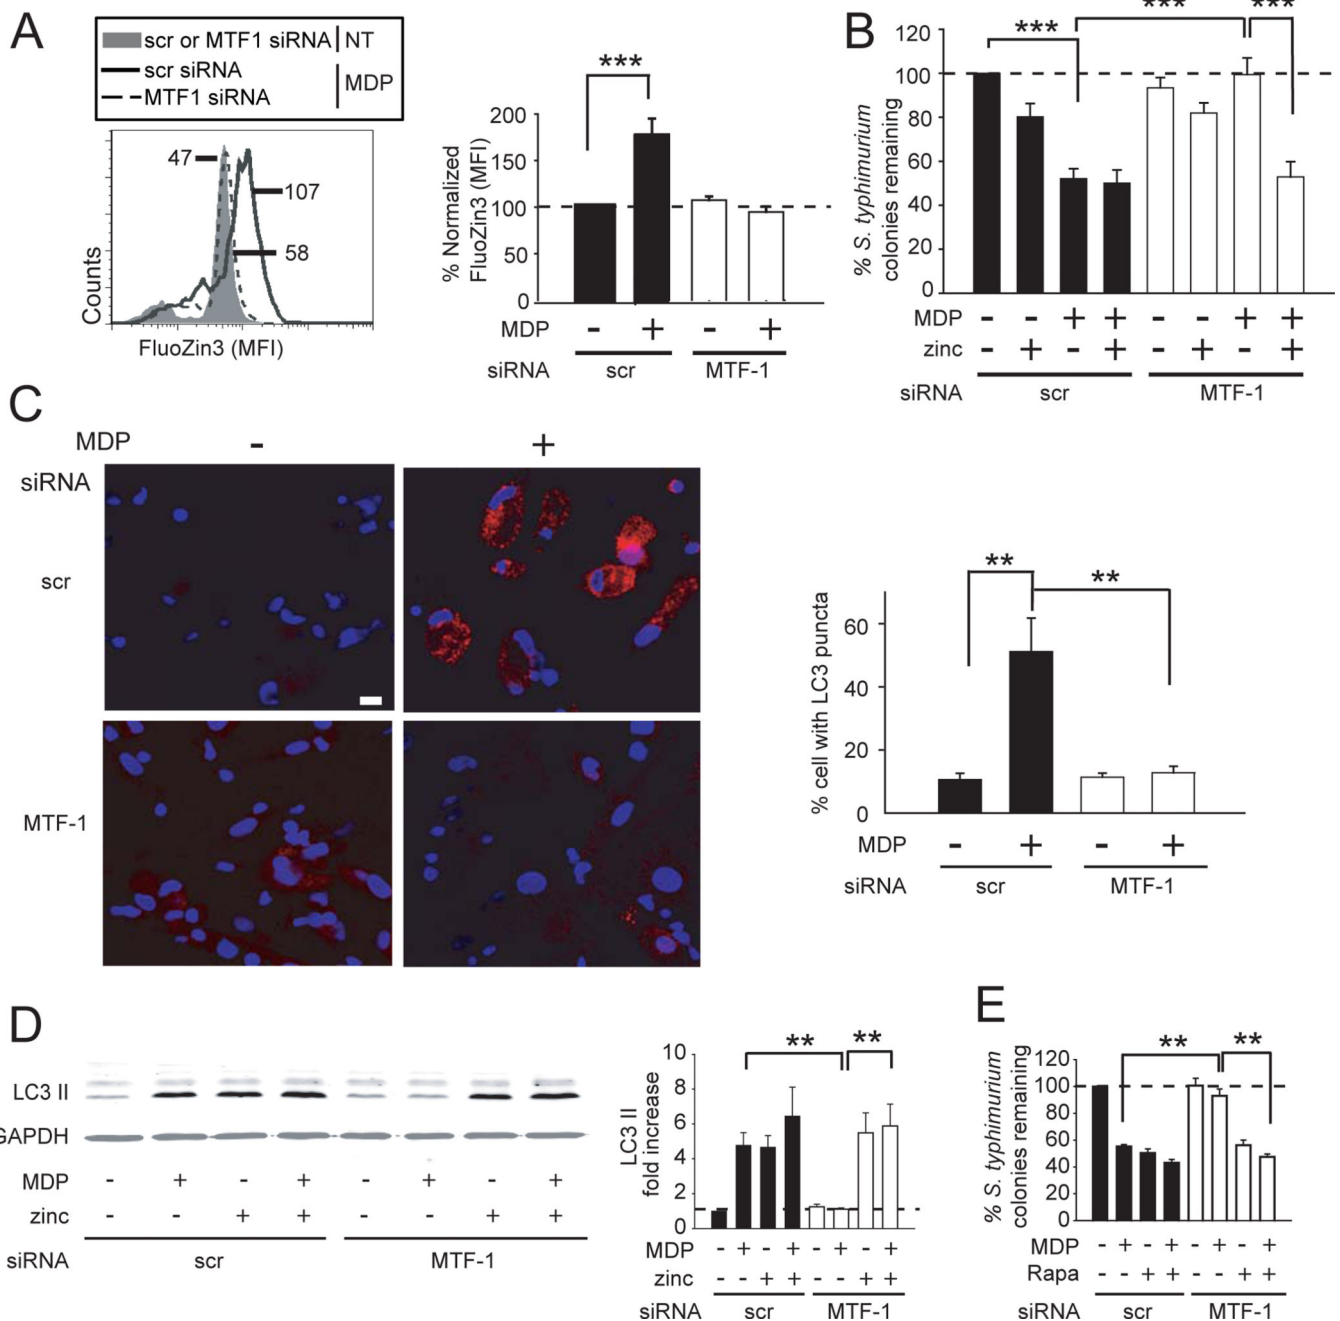 A
scr or MTF1 siRNA NT
scr siRNA
MTF1 siRNA
MDP
47
107
58
Counts
FluoZin3 (MFI)
***
200
150
100
50
0
% Normalized
FluoZin3 (MFI)
MDP - + - +
siRNA scr MTF-1
B
*** *** ***
120
100
80
60
40
20
0
% S. typhimurium
colonies remaining
MDP - - + + - - + +
zinc - + - + - + - +
siRNA scr MTF-1
C
MDP - +
siRNA
scr
MTF-1
** **
60
40
20
0
% cell with LC3 puncta
MDP - + - +
siRNA scr MTF-1
D
LC3 II
GAPDH
MDP - + - + - + - +
zinc - - + + - - + +
siRNA scr MTF-1
** **
10
8
6
4
2
0
LC3 II
fold increase
MDP - + - + - + - +
zinc - - + + - - + +
siRNA scr MTF-1
E
** **
120
100
80
60
40
20
0
% S. typhimurium
colonies remaining
MDP - + - + - + - +
Rapa - - + + - - + +
siRNA scr MTF-1